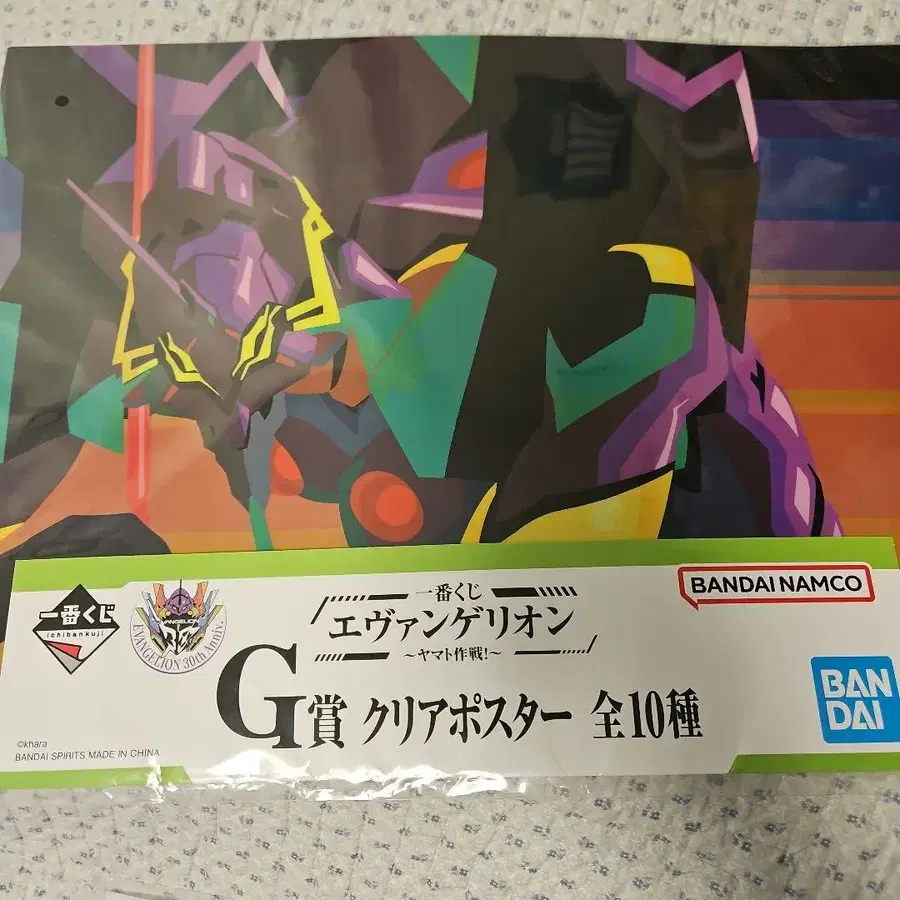 一番くじ
ichibankuji
EVANGELION
EVANGELION 30th Anniv.
一番くじ
エヴァンゲリオン
~ヤマト作戦!~
BANDAI NAMCO
G賞 クリアポスター 全10種
BAN
DAI
©khara
BANDAI SPIRITS MADE IN CHINA